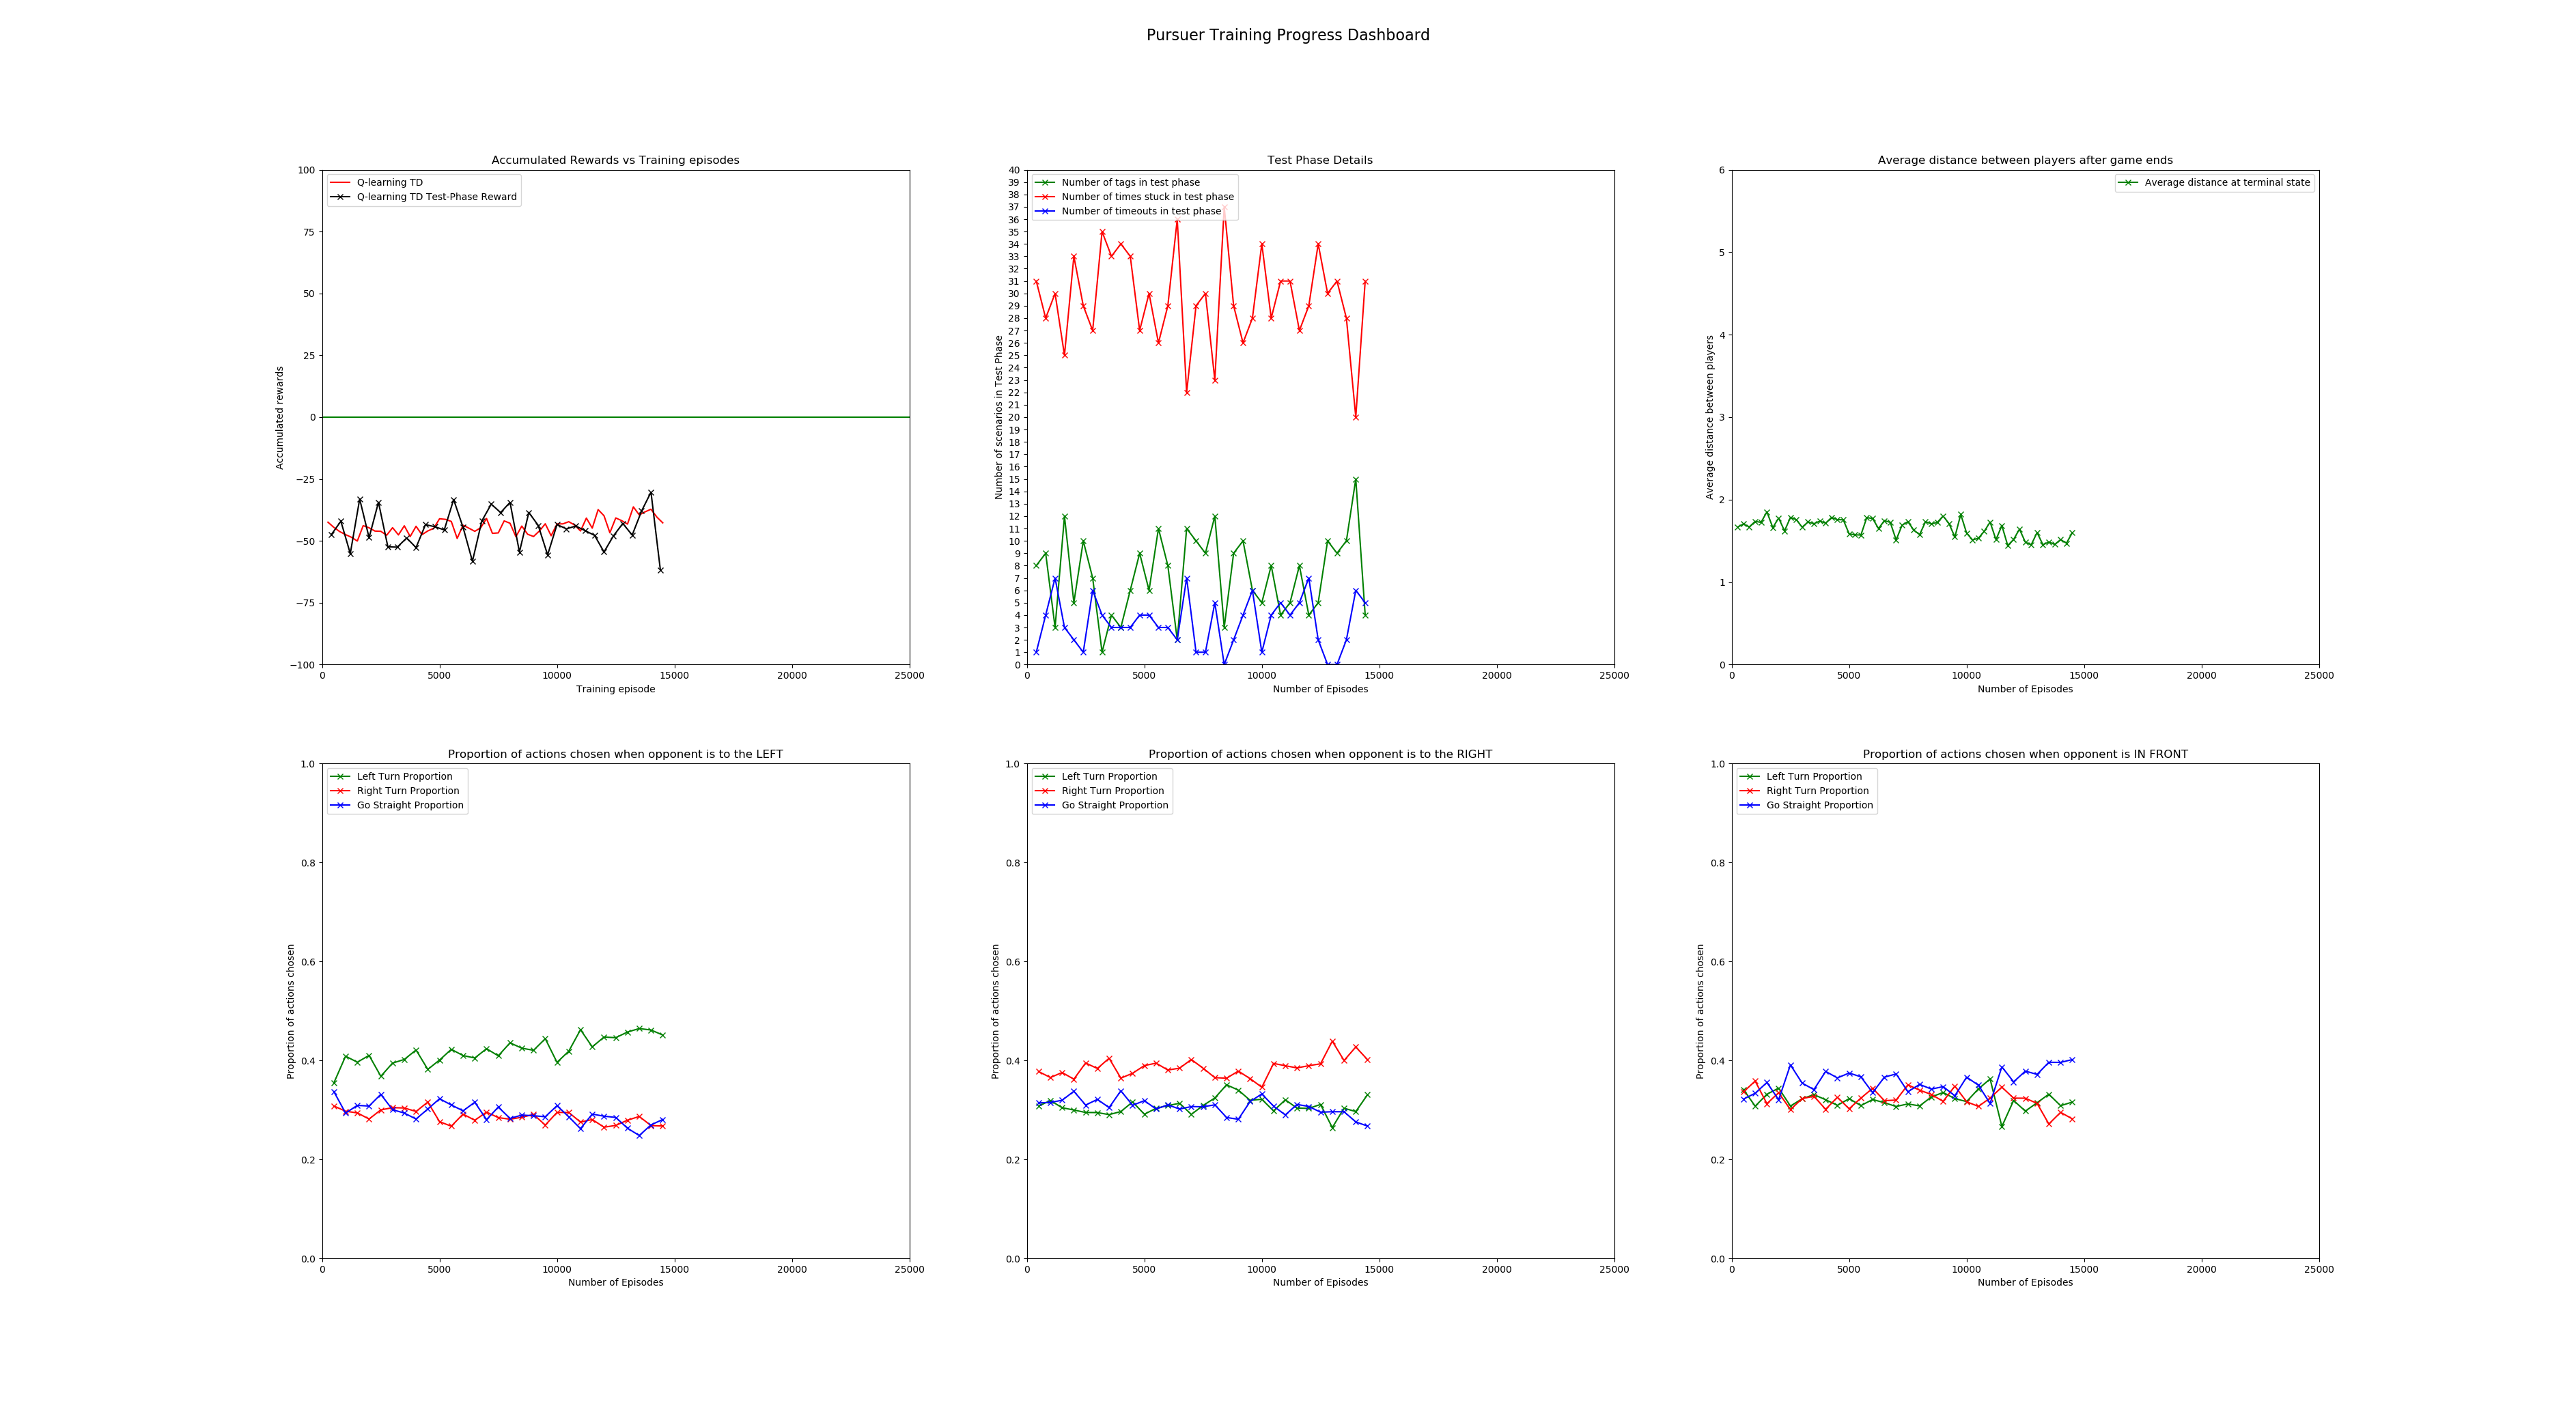 Pursuer Training Progress Dashboard
Accumulated Rewards vs Training episodes
Q-learning TD
Q-learning TD Test-Phase Reward
100
75
50
25
0
−25
−50
−75
−100
Accumulated rewards
0 5000 10000 15000 20000 25000
Training episode
Test Phase Details
Number of tags in test phase
Number of times stuck in test phase
Number of timeouts in test phase
40
39
38
37
36
35
34
33
32
31
30
29
28
27
26
25
24
23
22
21
20
19
18
17
16
15
14
13
12
11
10
9
8
7
6
5
4
3
2
1
0
Number of scenarios in Test Phase
0 5000 10000 15000 20000 25000
Number of Episodes
Average distance between players after game ends
Average distance at terminal state
6
5
4
3
2
1
0
Average distance between players
0 5000 10000 15000 20000 25000
Number of Episodes
Proportion of actions chosen when opponent is to the LEFT
Left Turn Proportion
Right Turn Proportion
Go Straight Proportion
1.0
0.8
0.6
0.4
0.2
0.0
Proportion of actions chosen
0 5000 10000 15000 20000 25000
Number of Episodes
Proportion of actions chosen when opponent is to the RIGHT
Left Turn Proportion
Right Turn Proportion
Go Straight Proportion
1.0
0.8
0.6
0.4
0.2
0.0
Proportion of actions chosen
0 5000 10000 15000 20000 25000
Number of Episodes
Proportion of actions chosen when opponent is IN FRONT
Left Turn Proportion
Right Turn Proportion
Go Straight Proportion
1.0
0.8
0.6
0.4
0.2
0.0
Proportion of actions chosen
0 5000 10000 15000 20000 25000
Number of Episodes